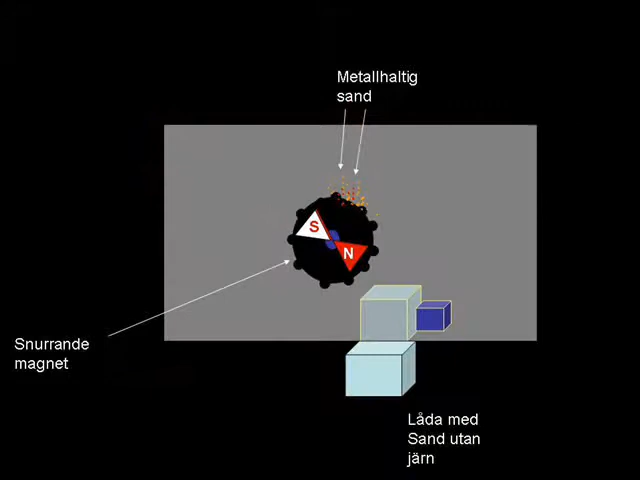 Metallhaltig
sand
S
N
Snurrande
magnet
Låda med
Sand utan
järn